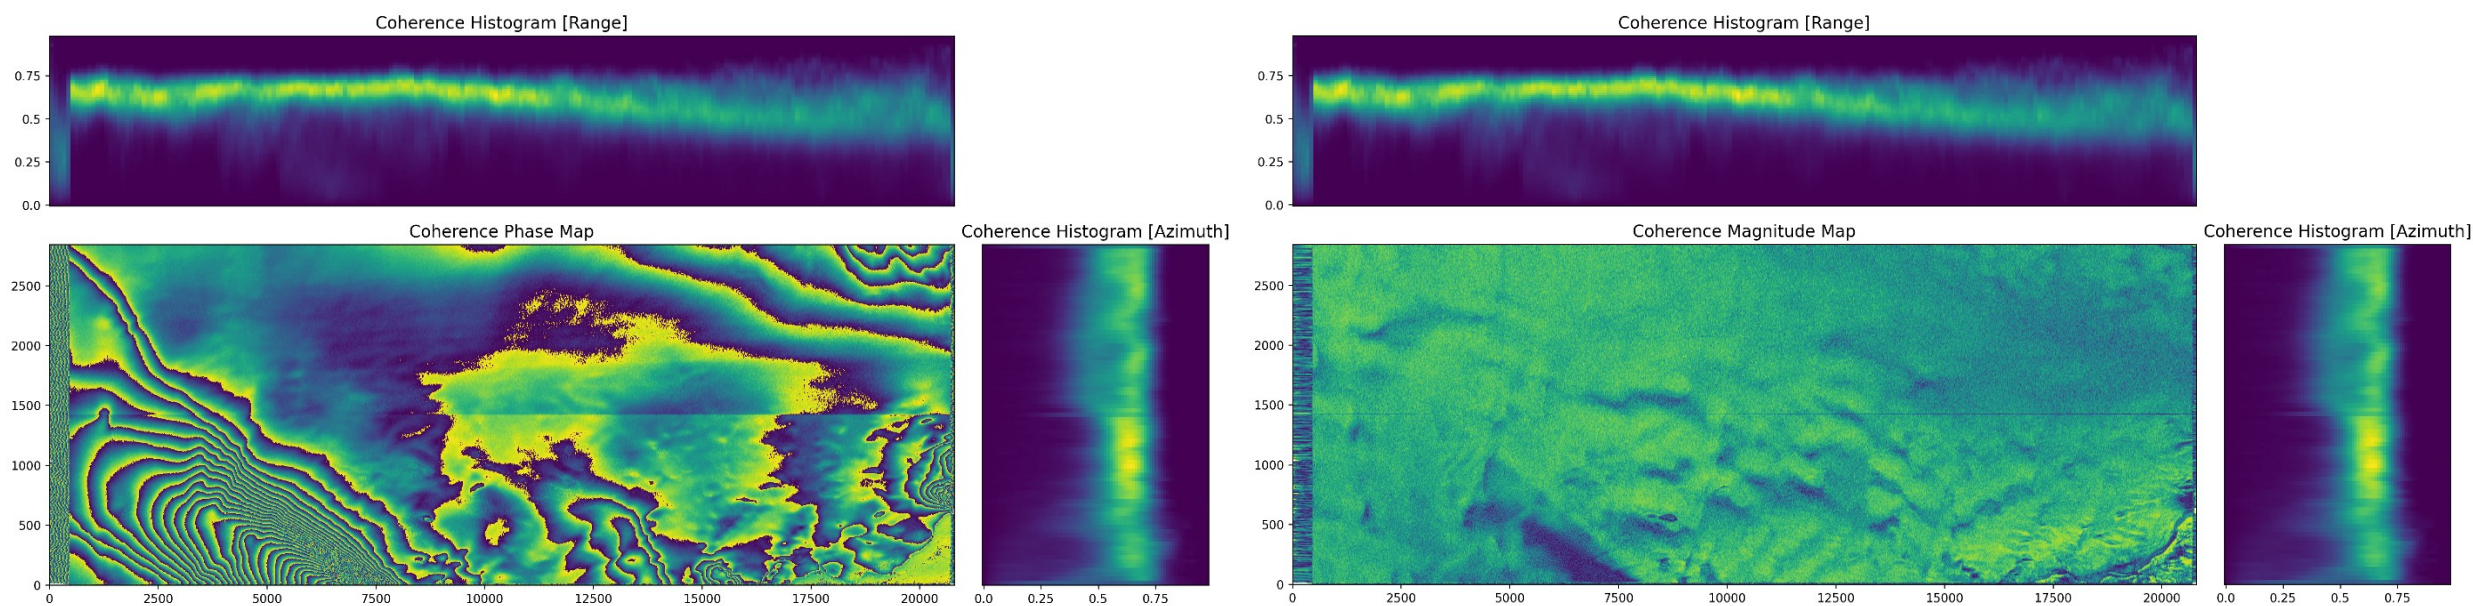 Coherence Histogram [Range]
0.75
0.5
0.25
0.0
Coherence Phase Map
2500
2000
1500
1000
500
0
0 2500 5000 7500 10000 12500 15000 17500 20000
Coherence Histogram [Azimuth]
0.0 0.25 0.5 0.75
Coherence Histogram [Range]
0.75
0.5
0.25
0.0
Coherence Magnitude Map
2500
2000
1500
1000
500
0
0 2500 5000 7500 10000 12500 15000 17500 20000
Coherence Histogram [Azimuth]
0.0 0.25 0.5 0.75